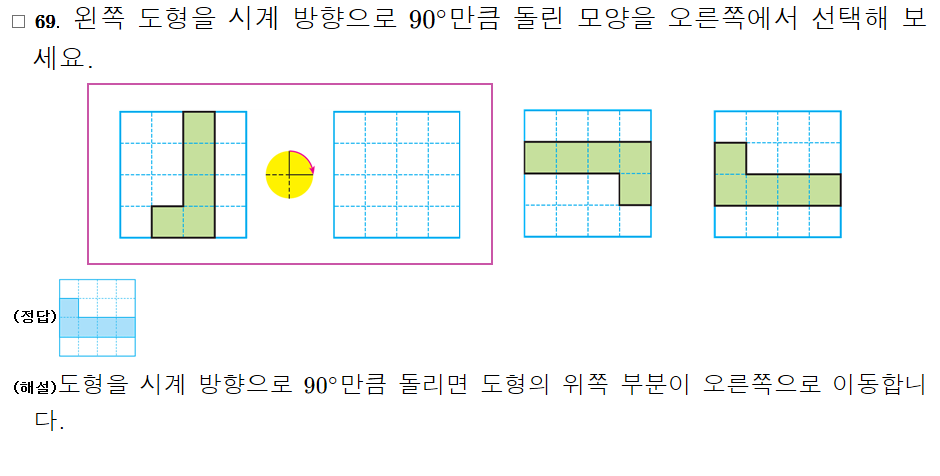 □ 69. 왼쪽 도형을 시계 방향으로 90°만큼 돌린 모양을 오른쪽에서 선택해 보
세요.
(정답)
(해설)도형을 시계 방향으로 90°만큼 돌리면 도형의 위쪽 부분이 오른쪽으로 이동합니
다.